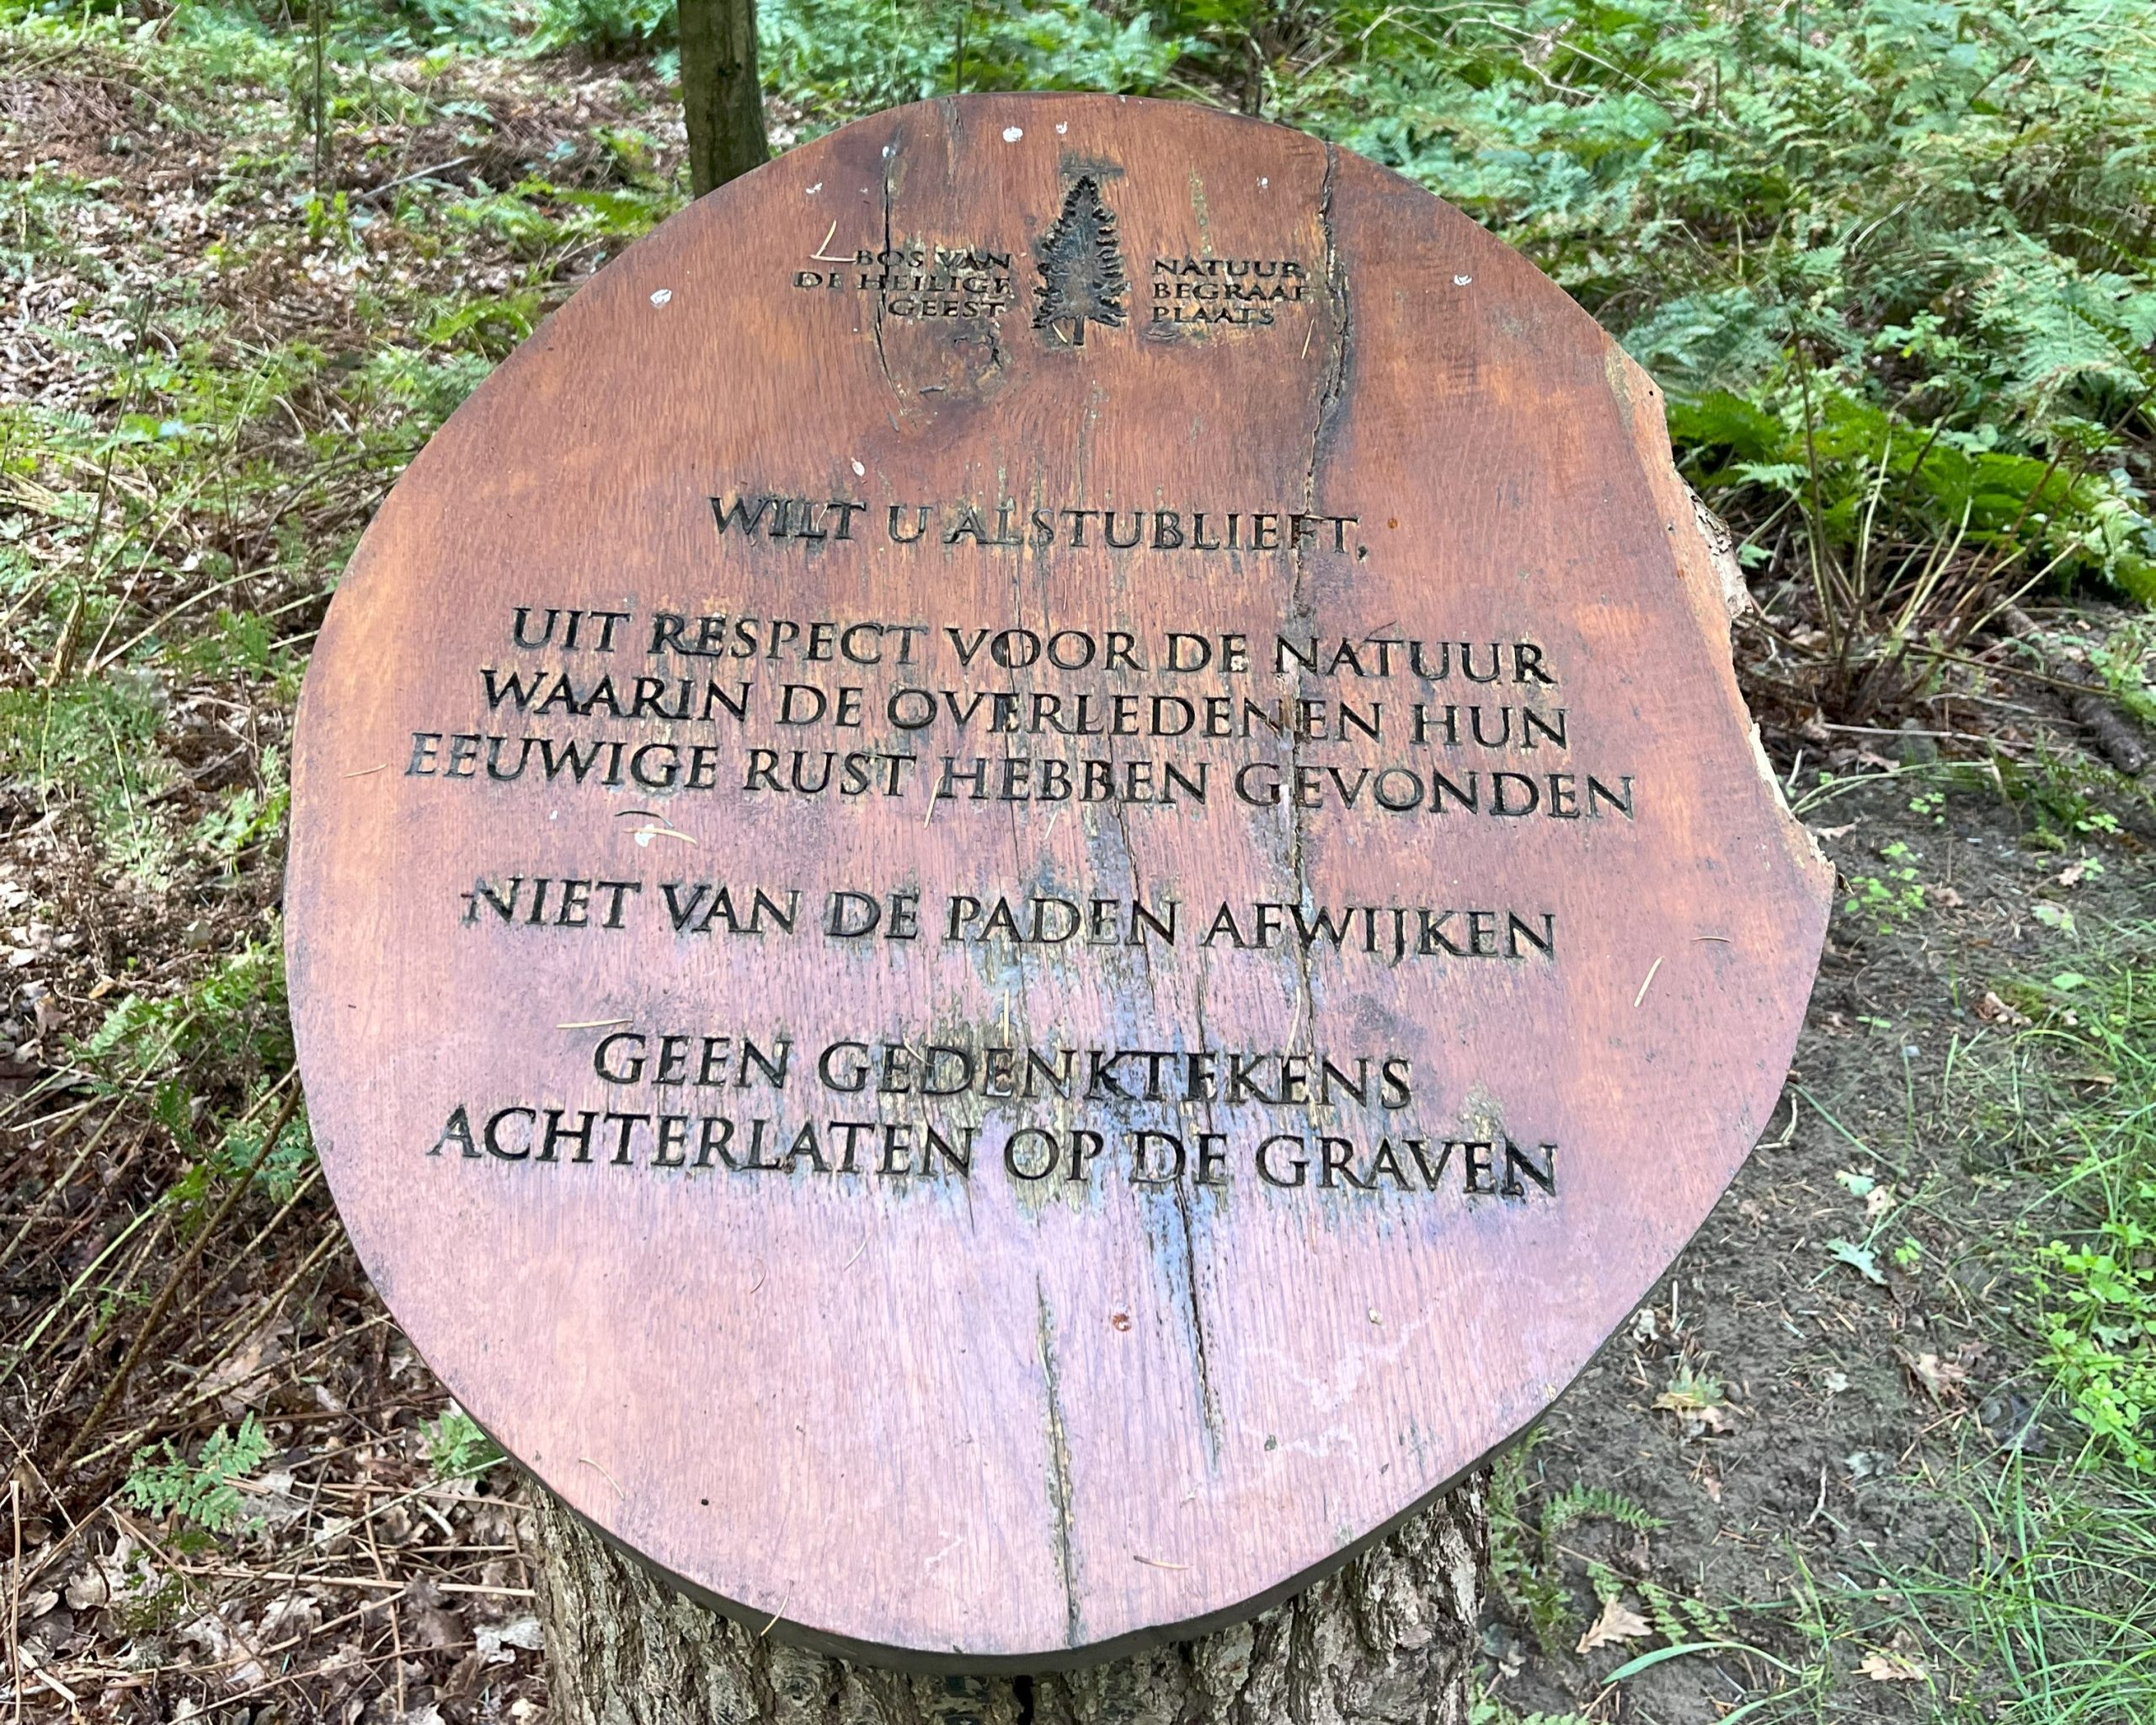 BOS VAN
DE HEILIGE
GEEST
NATUUR
BEGRAAF
PLAATS
WILT U ALSTUBLIEFT,
UIT RESPECT VOOR DE NATUUR
WAARIN DE OVERLEDENEN HUN
EEUWIGE RUST HEBBEN GEVONDEN
NIET VAN DE PADEN AFWIJKEN
GEEN GEDENKTEKENS
ACHTERLATEN OP DE GRAVEN